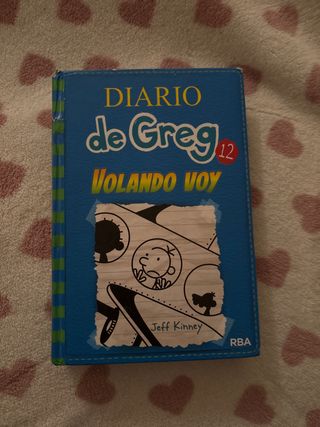 DIARIO
de Greg
12
VOLANDO VOY
Jeff Kinney
RBA